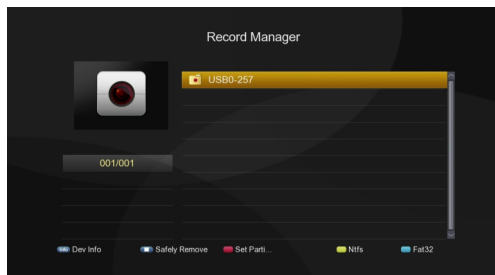 Record Manager
USB0-257
001/001
Dev Info Safely Remove Set Parti... Ntfs Fat32